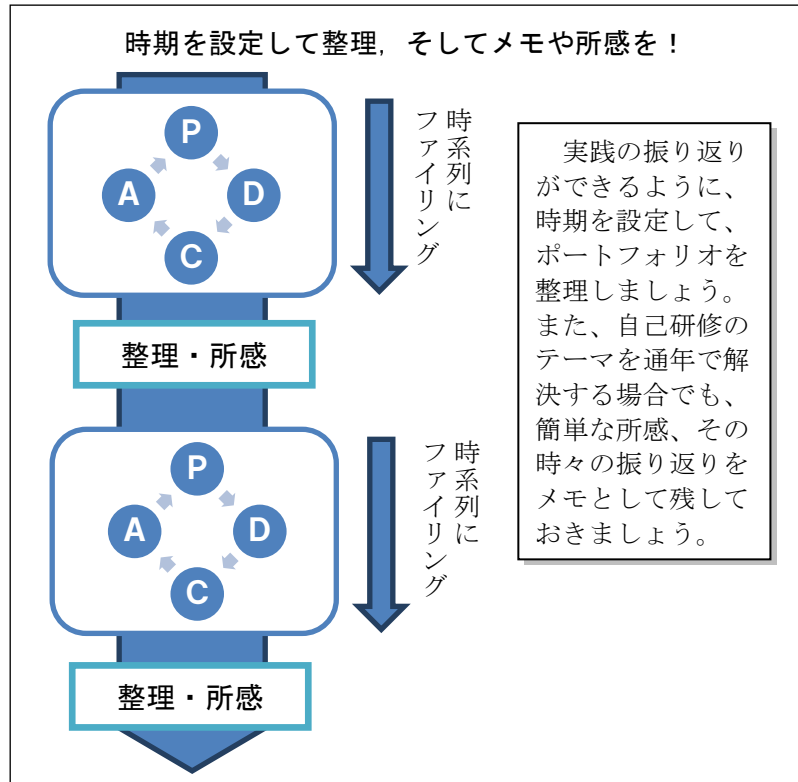 時期を設定して整理，そしてメモや所感を！
P
D
C
A
時系列に
ファイリング
整理・所感
P
D
C
A
時系列に
ファイリング
整理・所感
　実践の振り返り
ができるように、
時期を設定して、
ポートフォリオを
整理しましょう。
また、自己研修の
テーマを通年で解
決する場合でも、
簡単な所感、その
時々の振り返りを
メモとして残して
おきましょう。